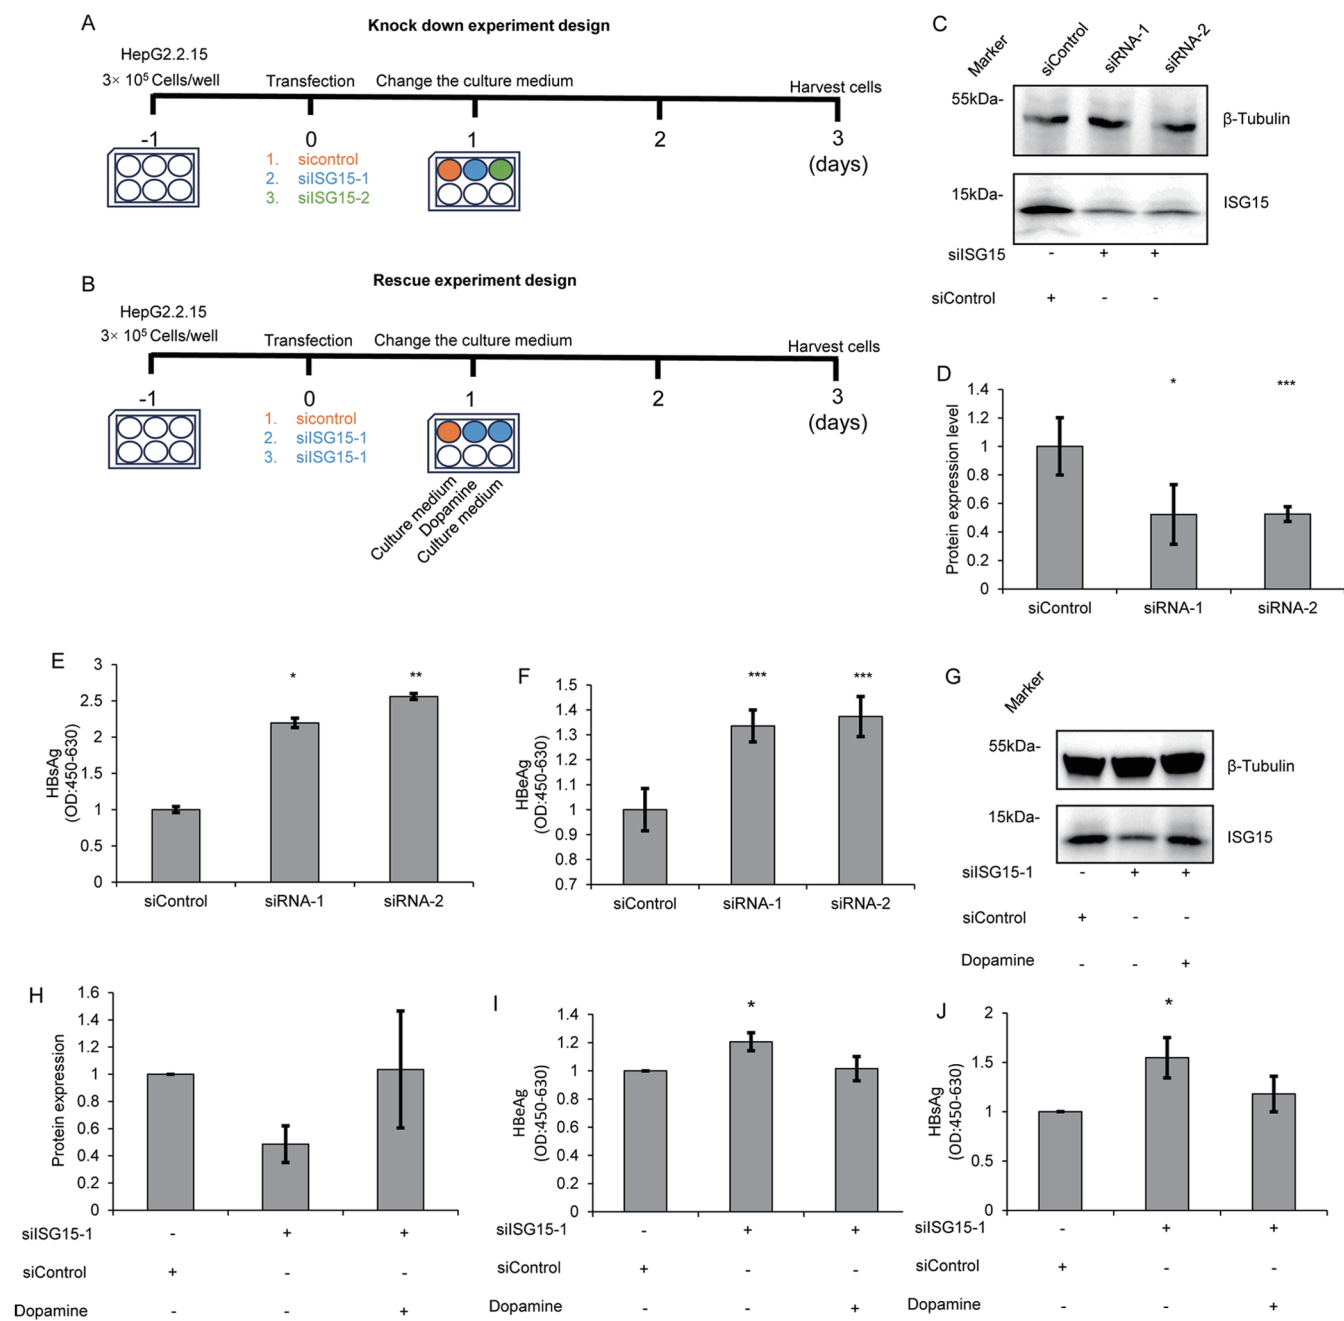 A
Knock down experiment design
HepG2.2.15
3× 10⁵ Cells/well
Transfection
Change the culture medium
Harvest cells
-1
0
1
2
3
(days)
1. sicontrol
2. siISG15-1
3. siISG15-2
B
Rescue experiment design
HepG2.2.15
3× 10⁵ Cells/well
Transfection
Change the culture medium
Harvest cells
-1
0
1
2
3
(days)
1. sicontrol
2. siISG15-1
3. siISG15-1
Culture medium
Dopamine
Culture medium
C
Marker
siControl
siRNA-1
siRNA-2
55kDa-
β-Tubulin
15kDa-
ISG15
siISG15 - + +
siControl + - -
D
Protein expression level
1.4
1.2
1
0.8
0.6
0.4
0.2
0
*
***
siControl
siRNA-1
siRNA-2
E
HBsAg
(OD:450-630)
3
2.5
2
1.5
1
0.5
0
*
**
siControl
siRNA-1
siRNA-2
F
HBeAg
(OD:450-630)
1.5
1.4
1.3
1.2
1.1
1
0.9
0.8
0.7
***
***
siControl
siRNA-1
siRNA-2
G
Marker
55kDa-
β-Tubulin
15kDa-
ISG15
siISG15-1 - + +
siControl + - -
Dopamine - - +
H
Protein expression
1.6
1.4
1.2
1
0.8
0.6
0.4
0.2
0
siISG15-1 - + +
siControl + - -
Dopamine - - +
I
HBeAg
(OD:450-630)
1.4
1.2
1
0.8
0.6
0.4
0.2
0
*
siISG15-1 - + +
siControl + - -
Dopamine - - +
J
HBsAg
(OD:450-630)
2
1.5
1
0.5
0
*
siISG15-1 - + +
siControl + - -
Dopamine - - +